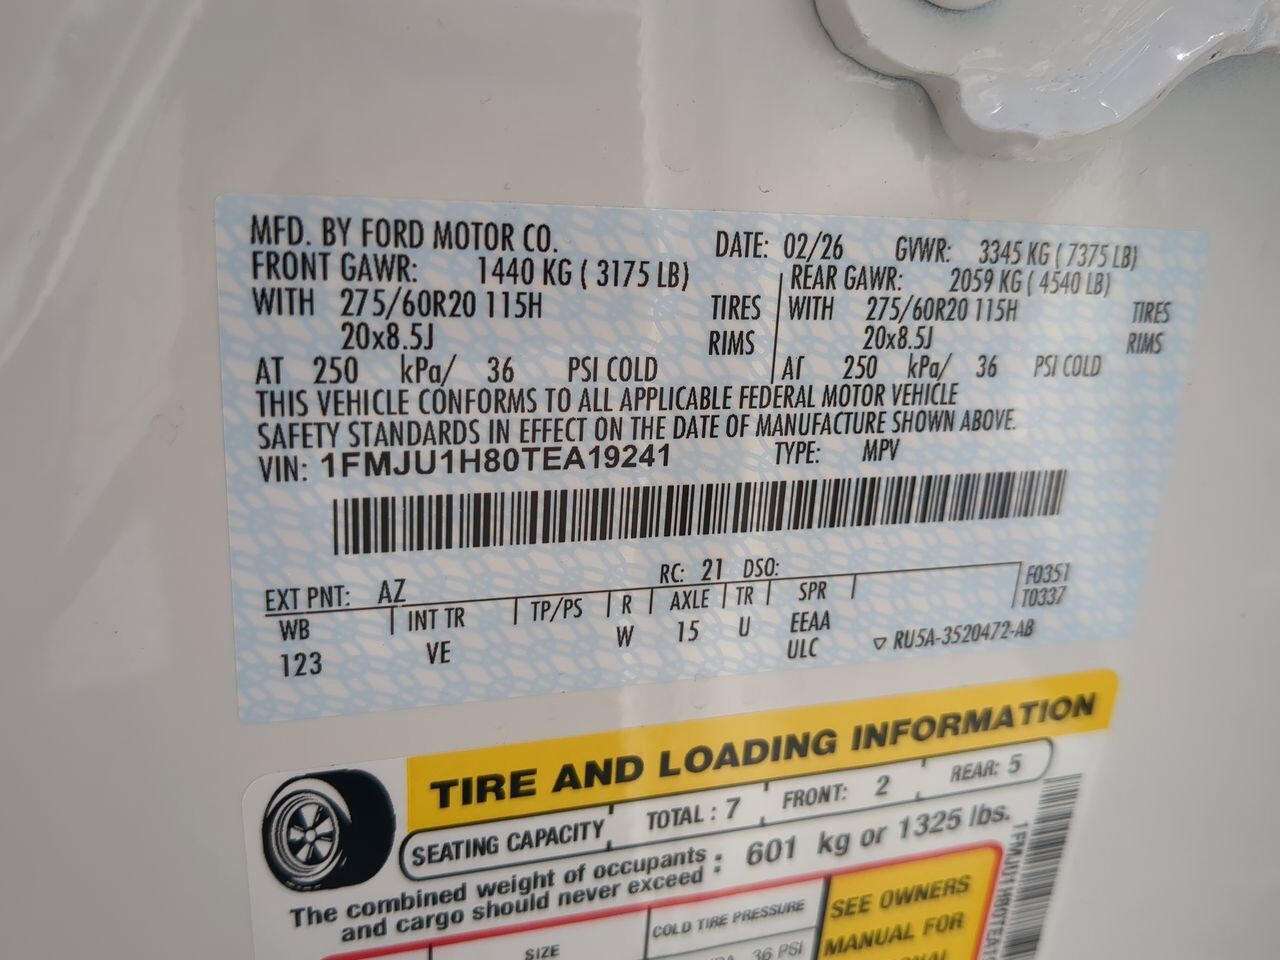 MFD. BY FORD MOTOR CO. DATE: 02/26 GVWR: 3345 KG ( 7375 LB)
FRONT GAWR: 1440 KG ( 3175 LB) REAR GAWR: 2059 KG ( 4540 LB)
WITH 275/60R20 115H TIRES WITH 275/60R20 115H TIRES
20x8.5J RIMS 20x8.5J RIMS
AT 250 kPa/ 36 PSI COLD AT 250 kPa/ 36 PSI COLD
THIS VEHICLE CONFORMS TO ALL APPLICABLE FEDERAL MOTOR VEHICLE
SAFETY STANDARDS IN EFFECT ON THE DATE OF MANUFACTURE SHOWN ABOVE.
VIN: 1FMJU1H80TEA19241 TYPE: MPV
EXT PNT: AZ RC: 21 DSO: F0351
WB INT TR TP/PS R AXLE TR SPR T0337
123 VE W 15 U EEAA
ULC ▽ RU5A-3520472-AB
TIRE AND LOADING INFORMATION
SEATING CAPACITY TOTAL : 7 FRONT: 2 REAR: 5
The combined weight of occupants
and cargo should never exceed : 601 kg or 1325 lbs.
SIZE COLD TIRE PRESSURE SEE OWNERS
36 PSI MANUAL FOR